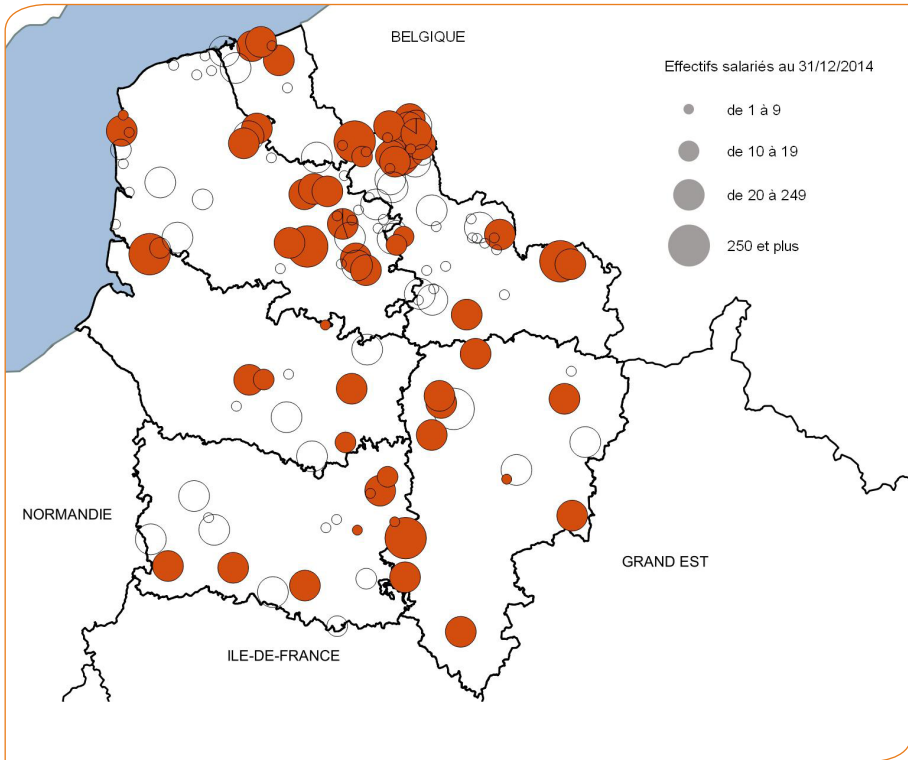 BELGIQUE
Effectifs salariés au 31/12/2014
de 1 à 9
de 10 à 19
de 20 à 249
250 et plus
NORMANDIE
GRAND EST
ILE-DE-FRANCE